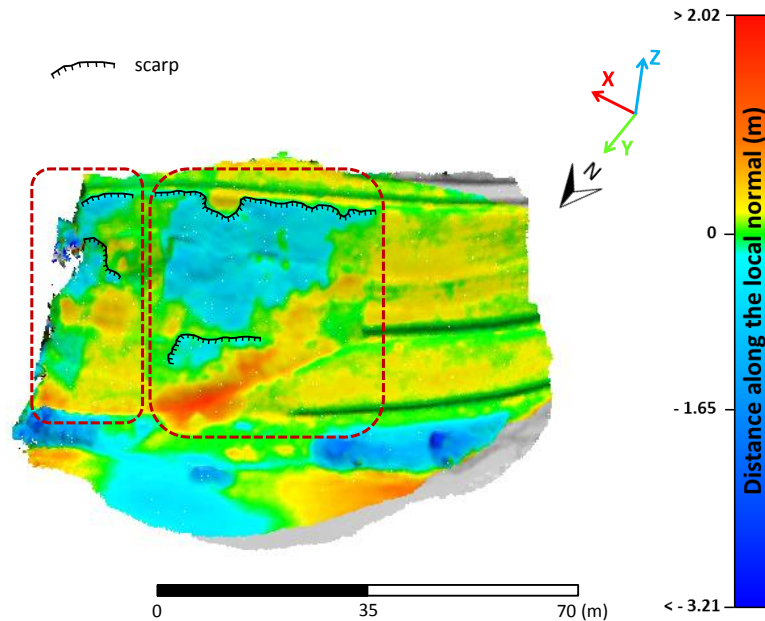 > 2.02
scarp
Z
X
Y
N
Distance along the local normal (m)
0
- 1.65
< - 3.21
0
35
70 (m)